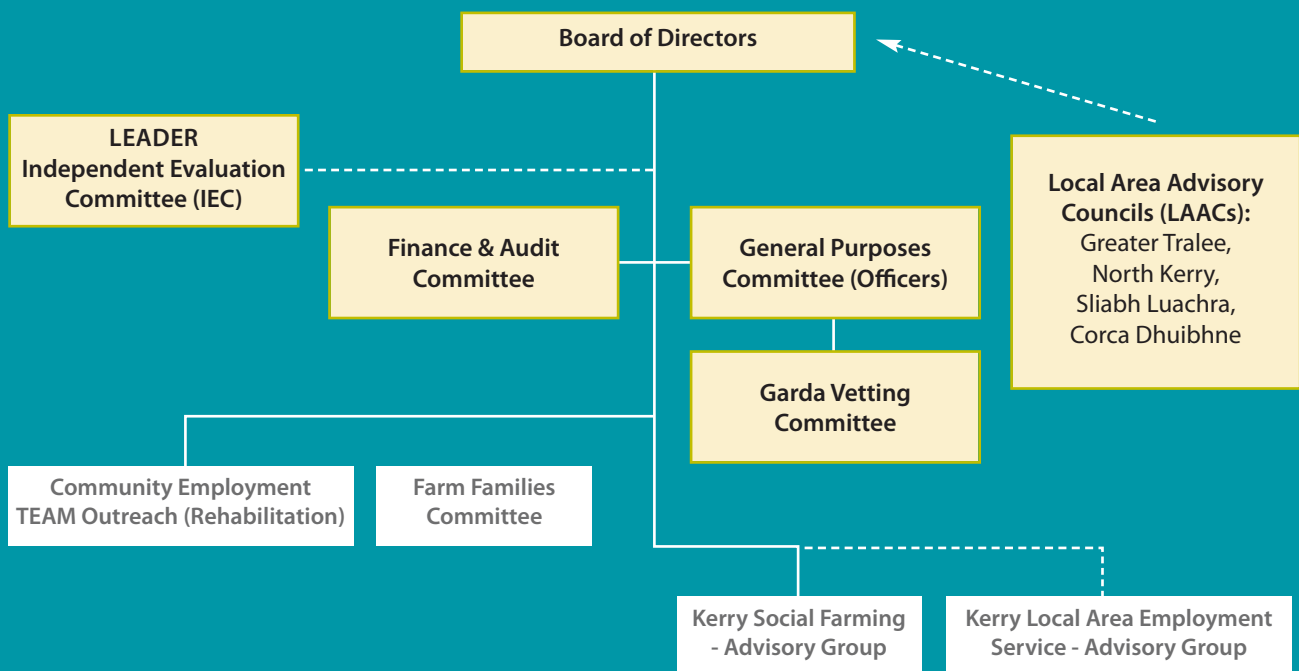 Board of Directors
LEADER
Independent Evaluation
Committee (IEC)
Local Area Advisory
Councils (LAACs):
Greater Tralee,
North Kerry,
Sliabh Luachra,
Corca Dhuibhne
Finance & Audit
Committee
General Purposes
Committee (Officers)
Garda Vetting
Committee
Community Employment
TEAM Outreach (Rehabilitation)
Farm Families
Committee
Kerry Social Farming
- Advisory Group
Kerry Local Area Employment
Service - Advisory Group